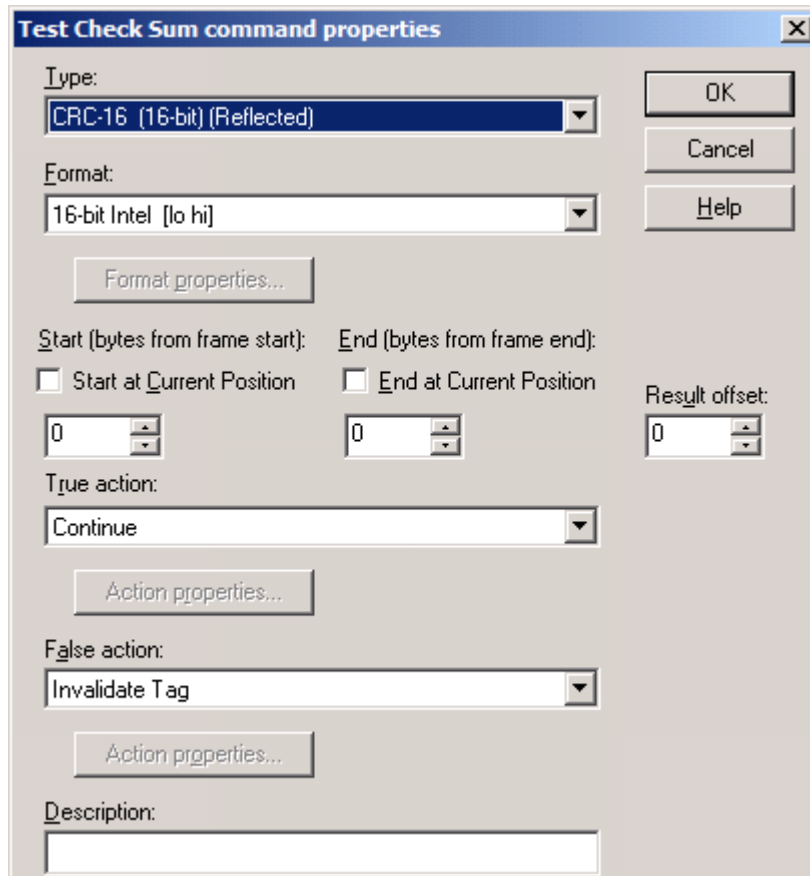 Test Check Sum command properties
Type:
CRC-16 (16-bit) (Reflected)
OK
Cancel
Format:
Help
16-bit Intel [lo hi]
Format properties...
Start (bytes from frame start): End (bytes from frame end):
Start at Current Position End at Current Position
Result offset:
0 0 0
True action:
Continue
Action properties...
False action:
Invalidate Tag
Action properties...
Description: